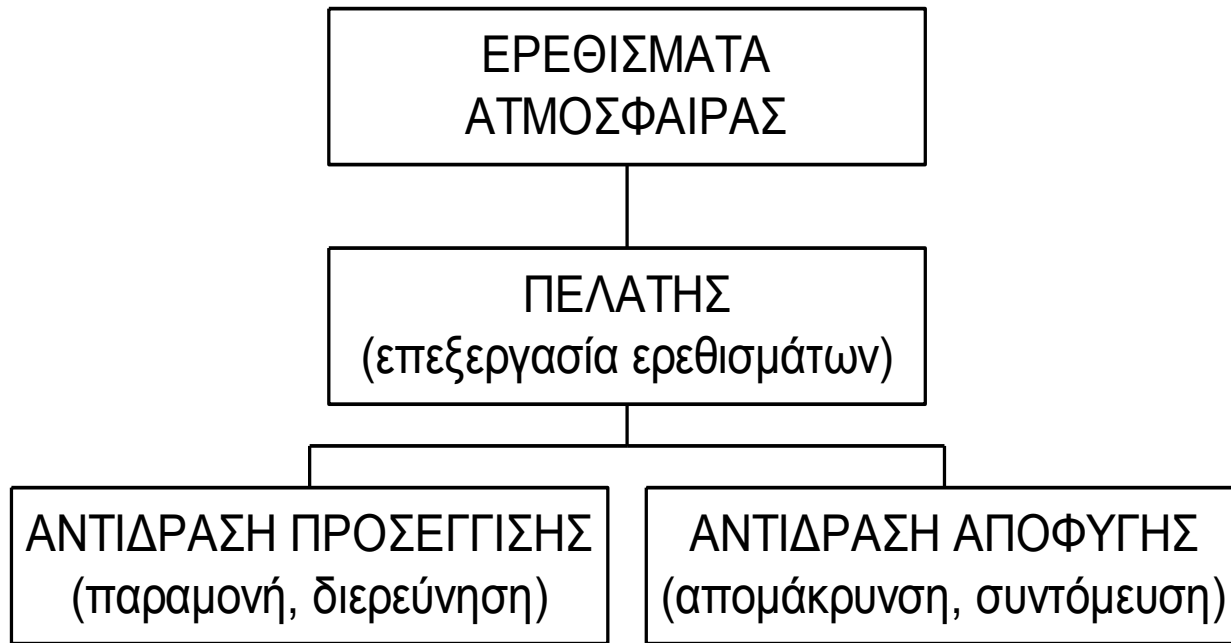 ΕΡΕΘΙΣΜΑΤΑ
ΑΤΜΟΣΦΑΙΡΑΣ
ΠΕΛΑΤΗΣ
(επεξεργασία ερεθισμάτων)
ΑΝΤΙΔΡΑΣΗ ΠΡΟΣΕΓΓΙΣΗΣ
(παραμονή, διερεύνηση)
ΑΝΤΙΔΡΑΣΗ ΑΠΟΦΥΓΗΣ
(απομάκρυνση, συντόμευση)